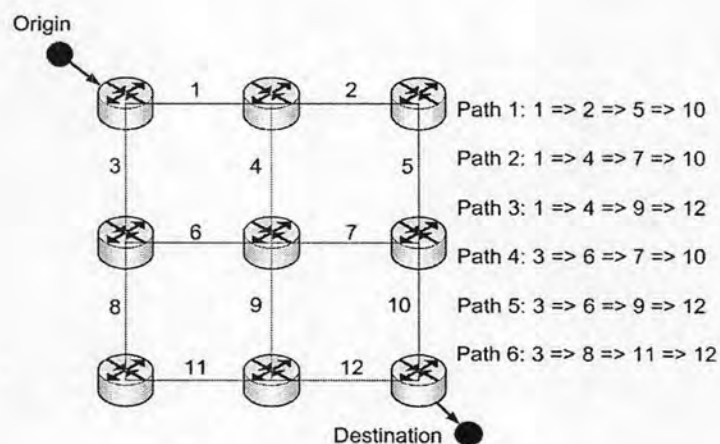 Origin
1
2
Path 1: 1 => 2 => 5 => 10
3
4
5
Path 2: 1 => 4 => 7 => 10
Path 3: 1 => 4 => 9 => 12
6
7
Path 4: 3 => 6 => 7 => 10
8
9
10
Path 5: 3 => 6 => 9 => 12
11
12
Path 6: 3 => 8 => 11 => 12
Destination